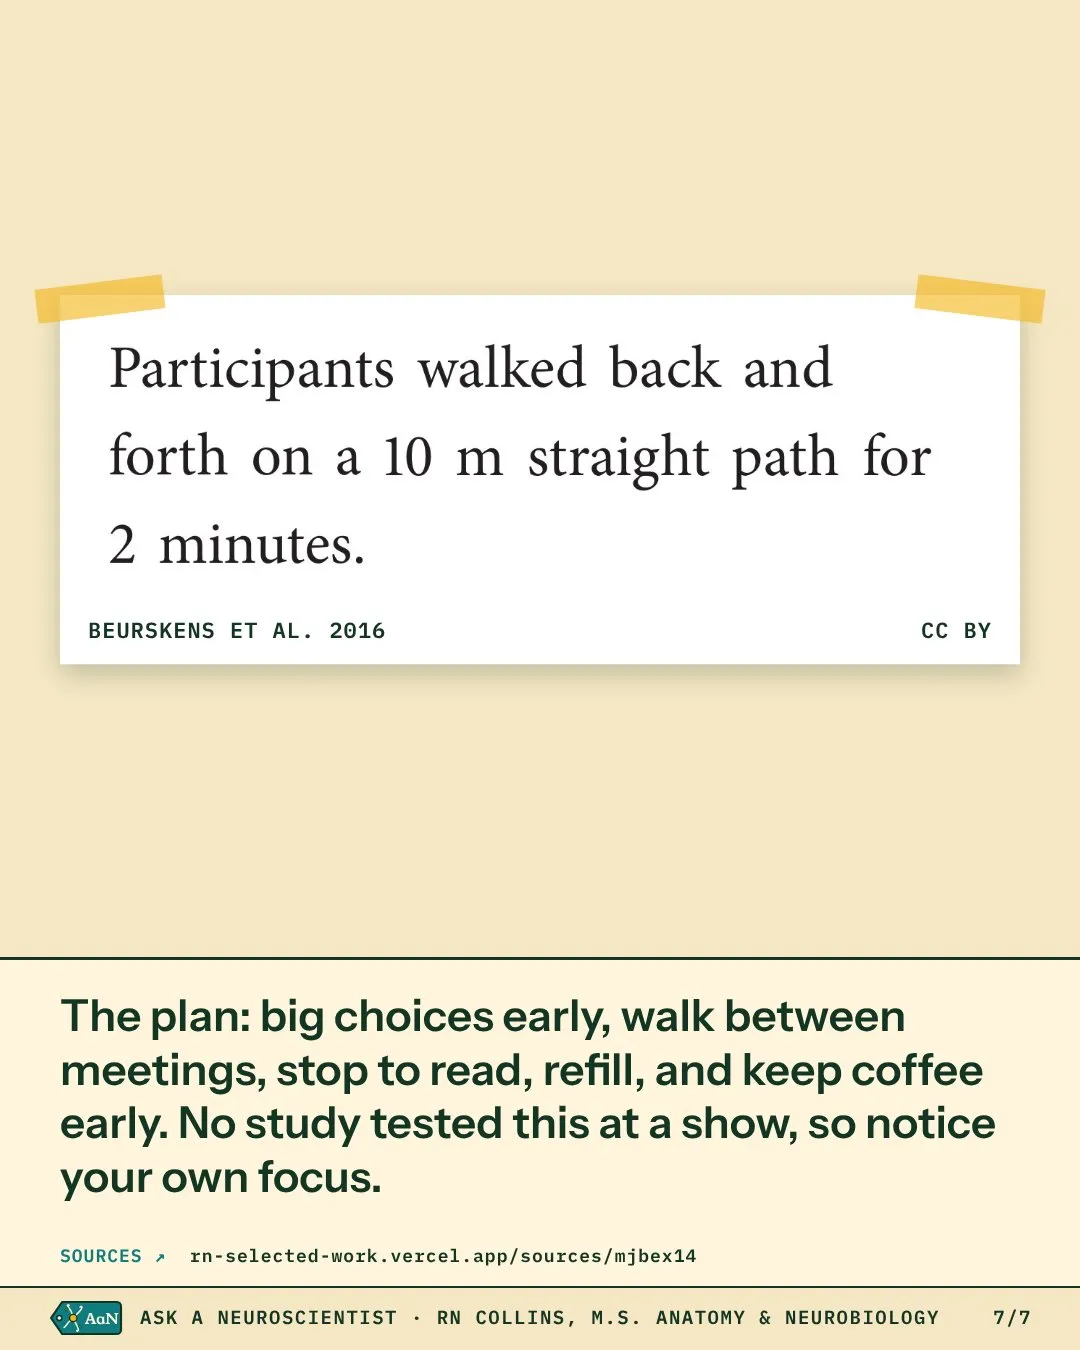 Participants walked back and
forth on a 10 m straight path for
2 minutes.
BEURSKENS ET AL. 2016
CC BY
The plan: big choices early, walk between
meetings, stop to read, refill, and keep coffee
early. No study tested this at a show, so notice
your own focus.
SOURCES ↗ rn-selected-work.vercel.app/sources/mjbex14
AaN ASK A NEUROSCIENTIST · RN COLLINS, M.S. ANATOMY & NEUROBIOLOGY 7/7